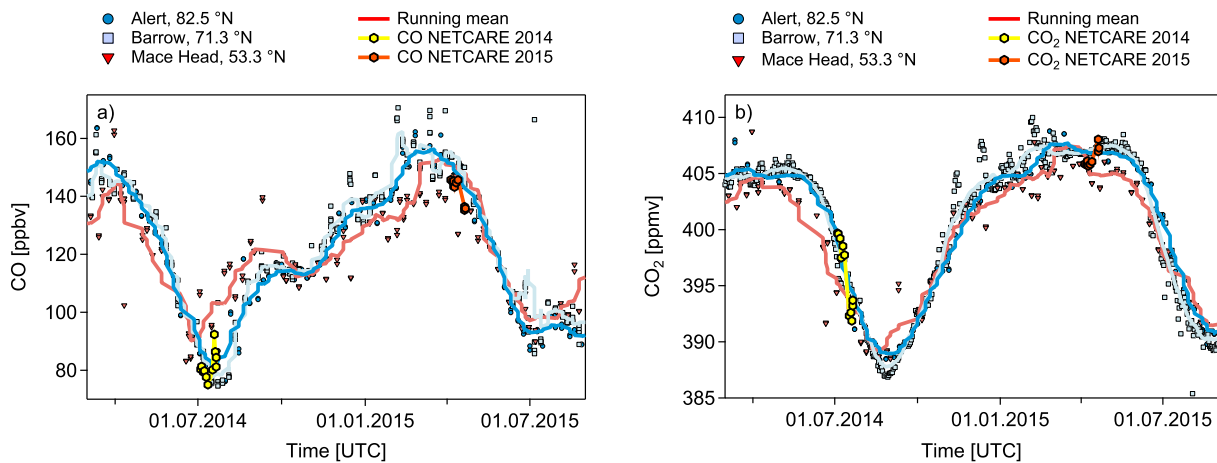 Alert, 82.5 °N
Barrow, 71.3 °N
Mace Head, 53.3 °N
Running mean
CO NETCARE 2014
CO NETCARE 2015
a)
CO [ppbv]
160
140
120
100
80
01.07.2014
01.01.2015
01.07.2015
Time [UTC]
Alert, 82.5 °N
Barrow, 71.3 °N
Mace Head, 53.3 °N
Running mean
CO₂ NETCARE 2014
CO₂ NETCARE 2015
b)
CO₂ [ppmv]
410
405
400
395
390
385
01.07.2014
01.01.2015
01.07.2015
Time [UTC]